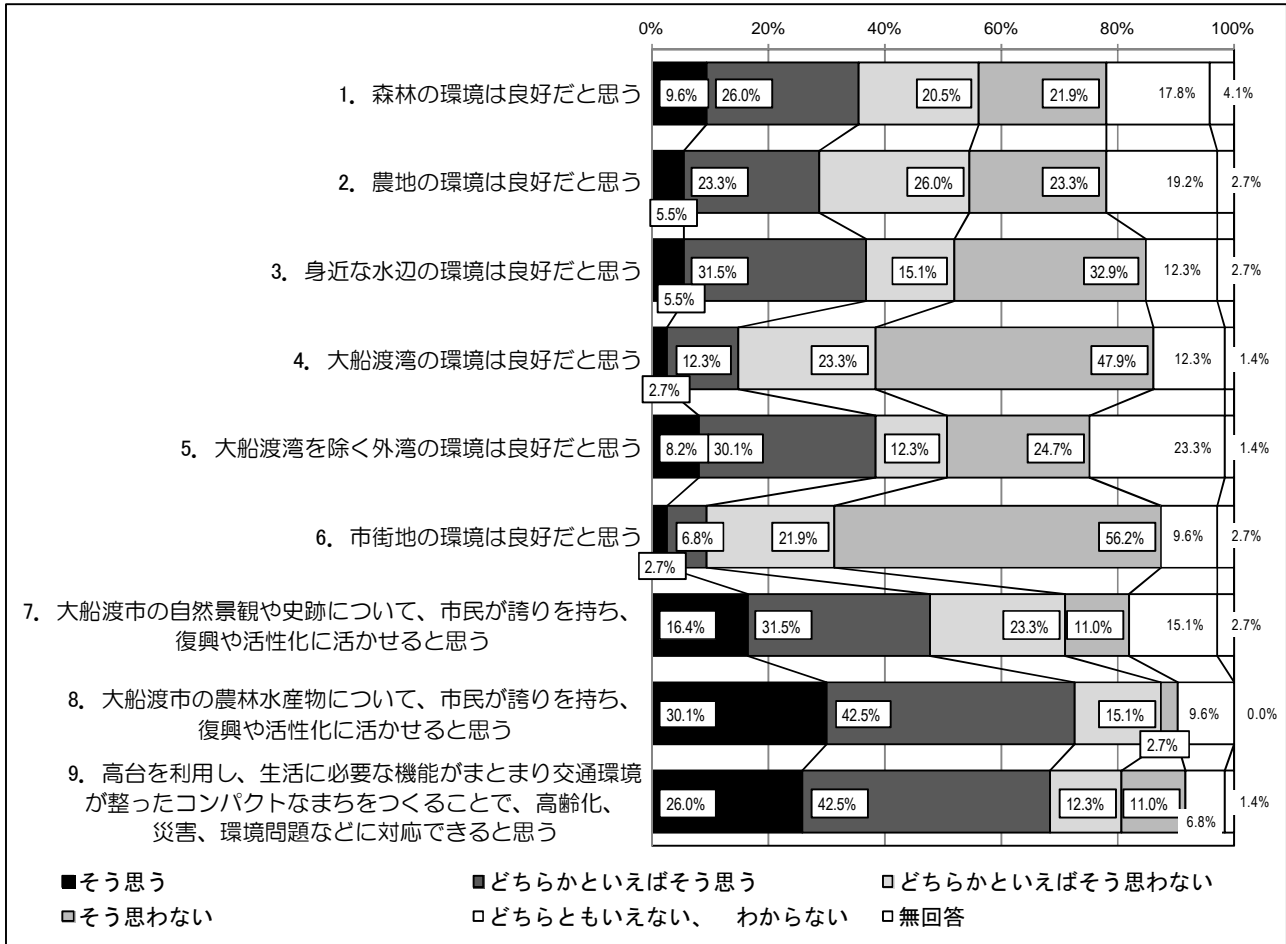 0% 20% 40% 60% 80% 100%
1. 森林の環境は良好だと思う
9.6% 26.0% 20.5% 21.9% 17.8% 4.1%
2. 農地の環境は良好だと思う
5.5% 23.3% 26.0% 23.3% 19.2% 2.7%
3. 身近な水辺の環境は良好だと思う
5.5% 31.5% 15.1% 32.9% 12.3% 2.7%
4. 大船渡湾の環境は良好だと思う
2.7% 12.3% 23.3% 47.9% 12.3% 1.4%
5. 大船渡湾を除く外湾の環境は良好だと思う
8.2% 30.1% 12.3% 24.7% 23.3% 1.4%
6. 市街地の環境は良好だと思う
2.7% 6.8% 21.9% 56.2% 9.6% 2.7%
7. 大船渡市の自然景観や史跡について、市民が誇りを持ち、
復興や活性化に活かせると思う
16.4% 31.5% 23.3% 11.0% 15.1% 2.7%
8. 大船渡市の農林水産物について、市民が誇りを持ち、
復興や活性化に活かせると思う
30.1% 42.5% 15.1% 2.7% 9.6% 0.0%
9. 高台を利用し、生活に必要な機能がまとまり交通環境
が整ったコンパクトなまちをつくることで、高齢化、
災害、環境問題などに対応できると思う
26.0% 42.5% 12.3% 11.0% 6.8% 1.4%
■そう思う ■どちらかといえばそう思う □どちらかといえばそう思わない
■そう思わない □どちらともいえない、 わからない □無回答